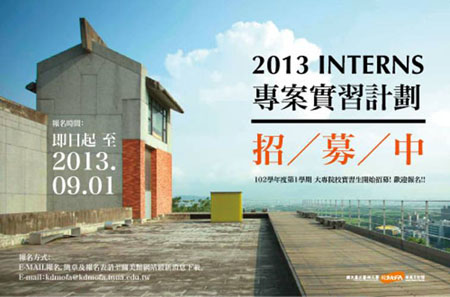 2013 INTERNS
專案實習計劃
招／募／中
102學年度第1學期 大專院校實習生開始招募! 歡迎報名!!
報名時間:
即日起 至
2013.
09.01
報名方式:
E-MAIL報名, 簡章及報名表請至關美館網站最新消息下載。
E-mail:kdmofa@kdmofa.tnua.edu.tw